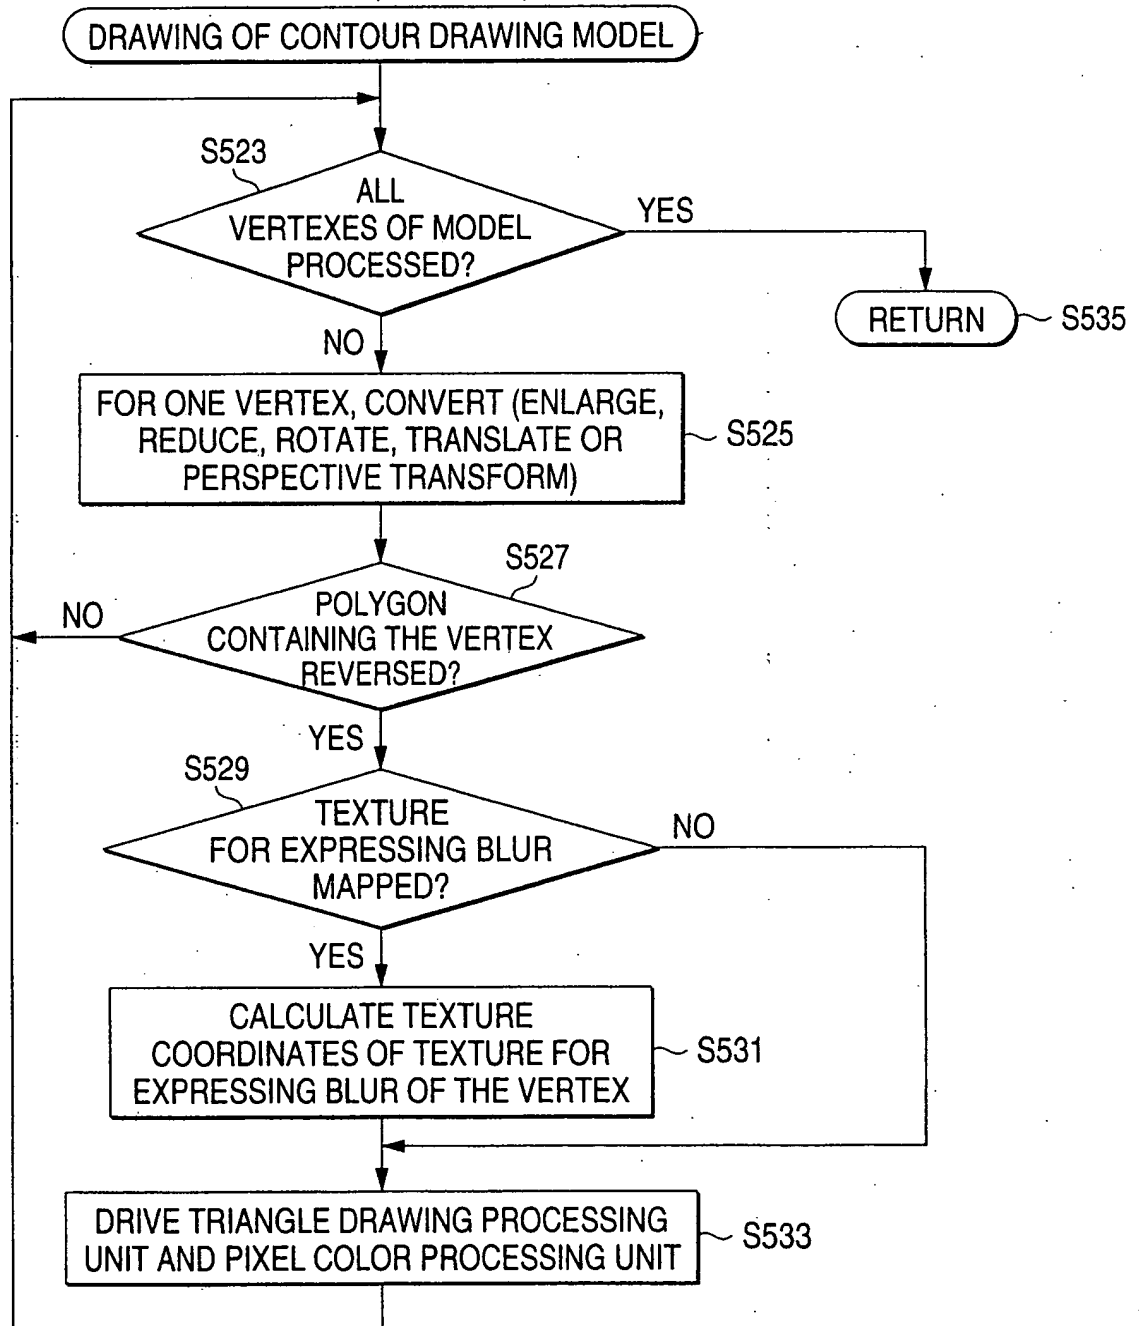 DRAWING OF CONTOUR DRAWING MODEL
S523
ALL
VERTEXES OF MODEL
PROCESSED?
YES
RETURN
S535
NO
FOR ONE VERTEX, CONVERT (ENLARGE,
REDUCE, ROTATE, TRANSLATE OR
PERSPECTIVE TRANSFORM)
S525
S527
POLYGON
CONTAINING THE VERTEX
REVERSED?
NO
YES
S529
TEXTURE
FOR EXPRESSING BLUR
MAPPED?
NO
YES
CALCULATE TEXTURE
COORDINATES OF TEXTURE FOR
EXPRESSING BLUR OF THE VERTEX
S531
DRIVE TRIANGLE DRAWING PROCESSING
UNIT AND PIXEL COLOR PROCESSING UNIT
S533